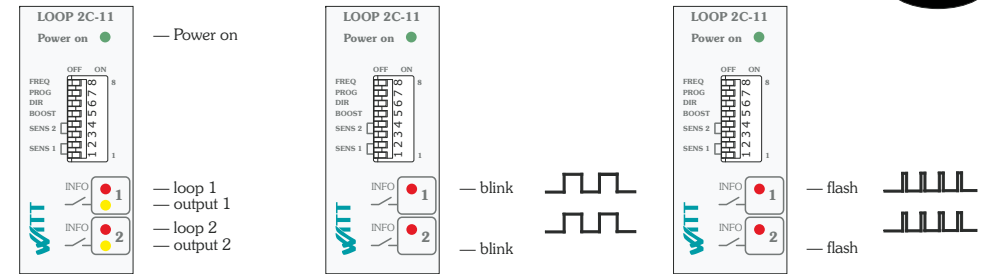 LOOP 2C-11
Power on
— Power on
OFF ON
FREQ 8 8
PROG 7
DIR 6
BOOST 5
SENS 2 4
3
SENS 1 2
1 1
INFO 1
— loop 1
— output 1
INFO 2
— loop 2
— output 2
WATT
LOOP 2C-11
Power on
OFF ON
FREQ 8 8
PROG 7
DIR 6
BOOST 5
SENS 2 4
3
SENS 1 2
1 1
INFO 1
— blink
INFO 2
— blink
WATT
LOOP 2C-11
Power on
OFF ON
FREQ 8 8
PROG 7
DIR 6
BOOST 5
SENS 2 4
3
SENS 1 2
1 1
INFO 1
— flash
INFO 2
— flash
WATT